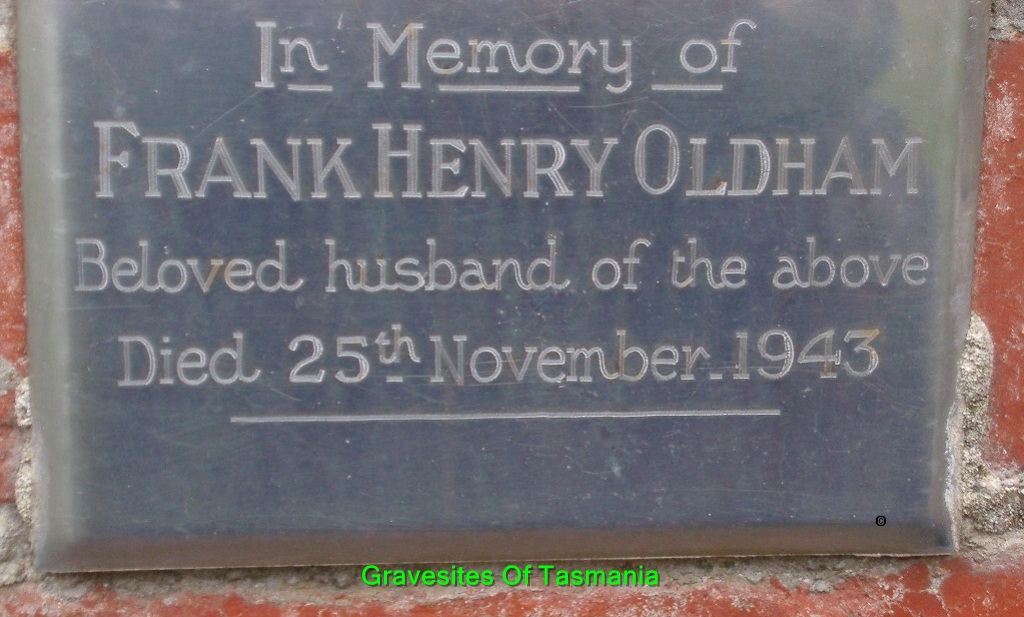 In Memory of
FRANK HENRY OLDHAM
Beloved husband of the above
Died 25th November. 1943
©
Gravesites Of Tasmania